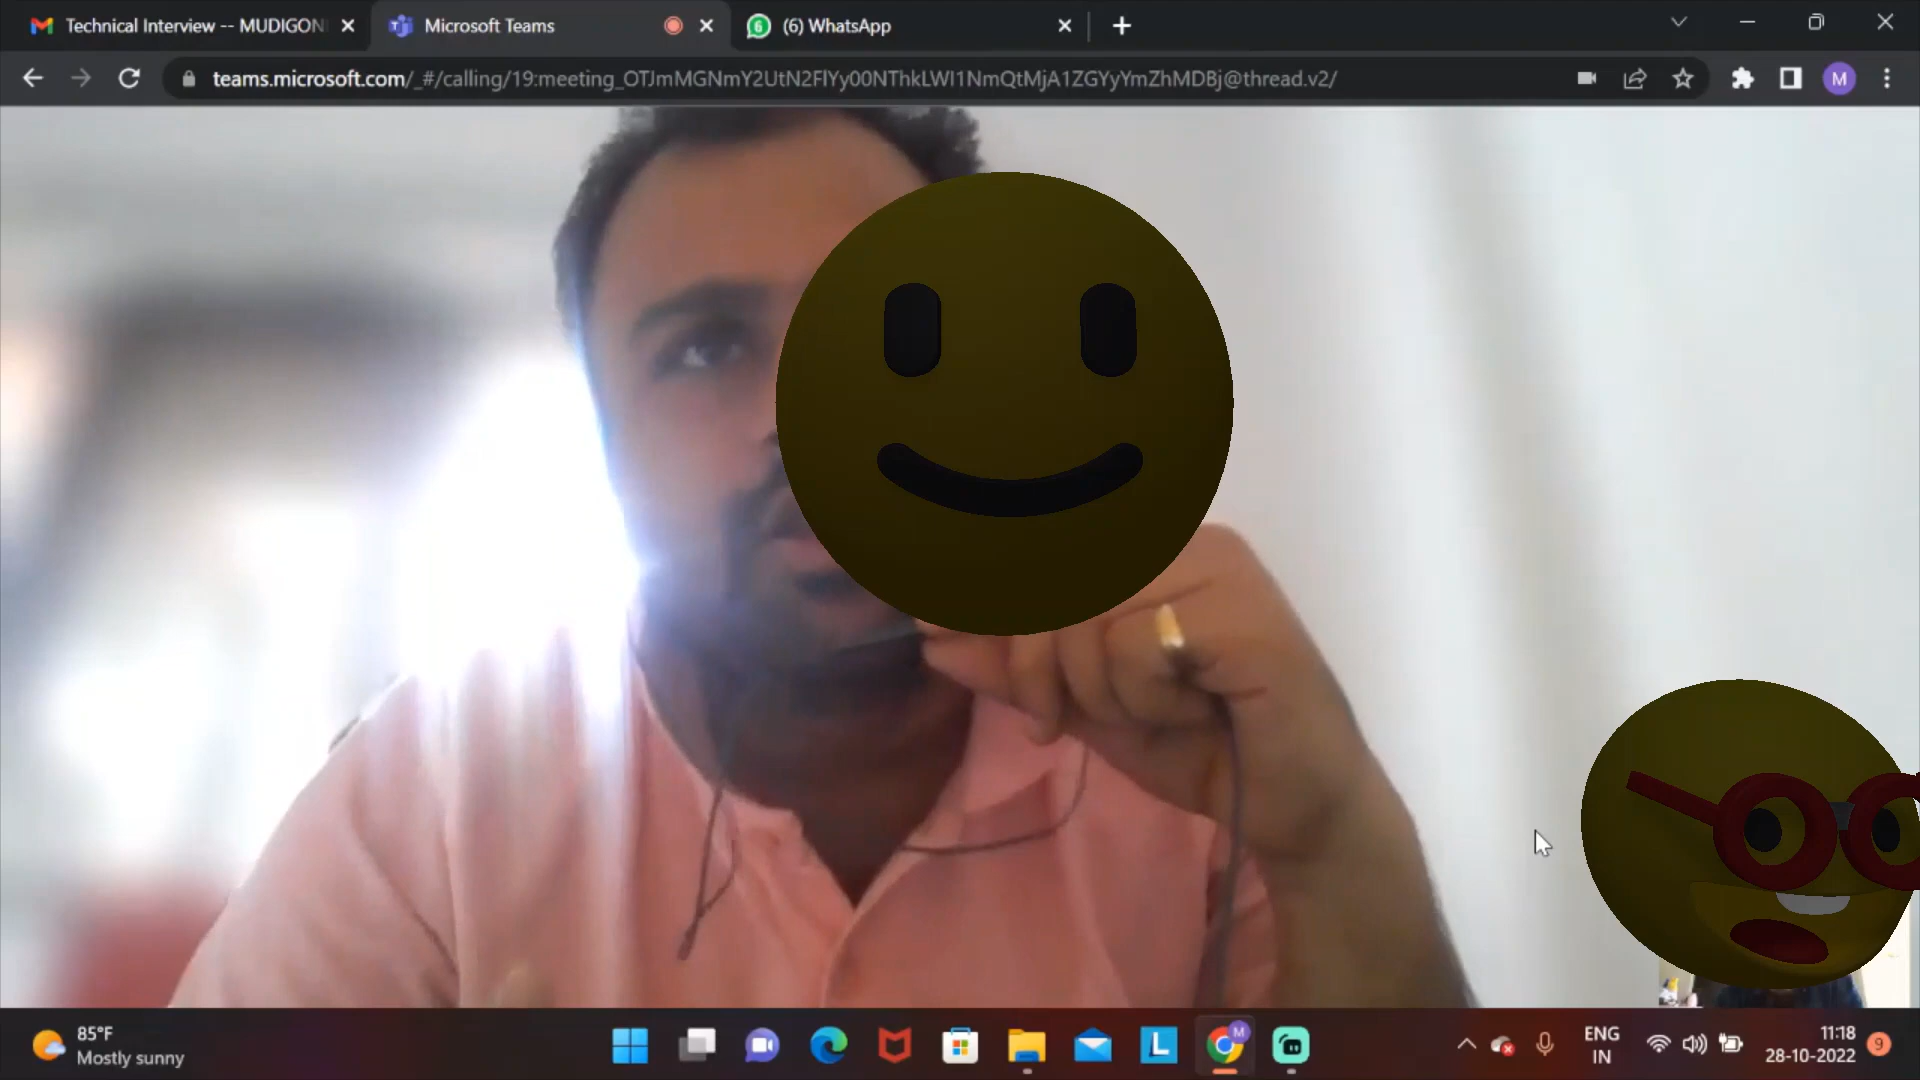 Technical Interview -- MUDIGON
Microsoft Teams
(6) WhatsApp
teams.microsoft.com/_#/calling/19:meeting_OTJmMGNmY2UtN2FlYy00NThkLWI1NmQtMjA1ZGYyYmZhMDBj@thread.v2/
M
85°F
Mostly sunny
M
L
ENG
IN
11:18
28-10-2022
9